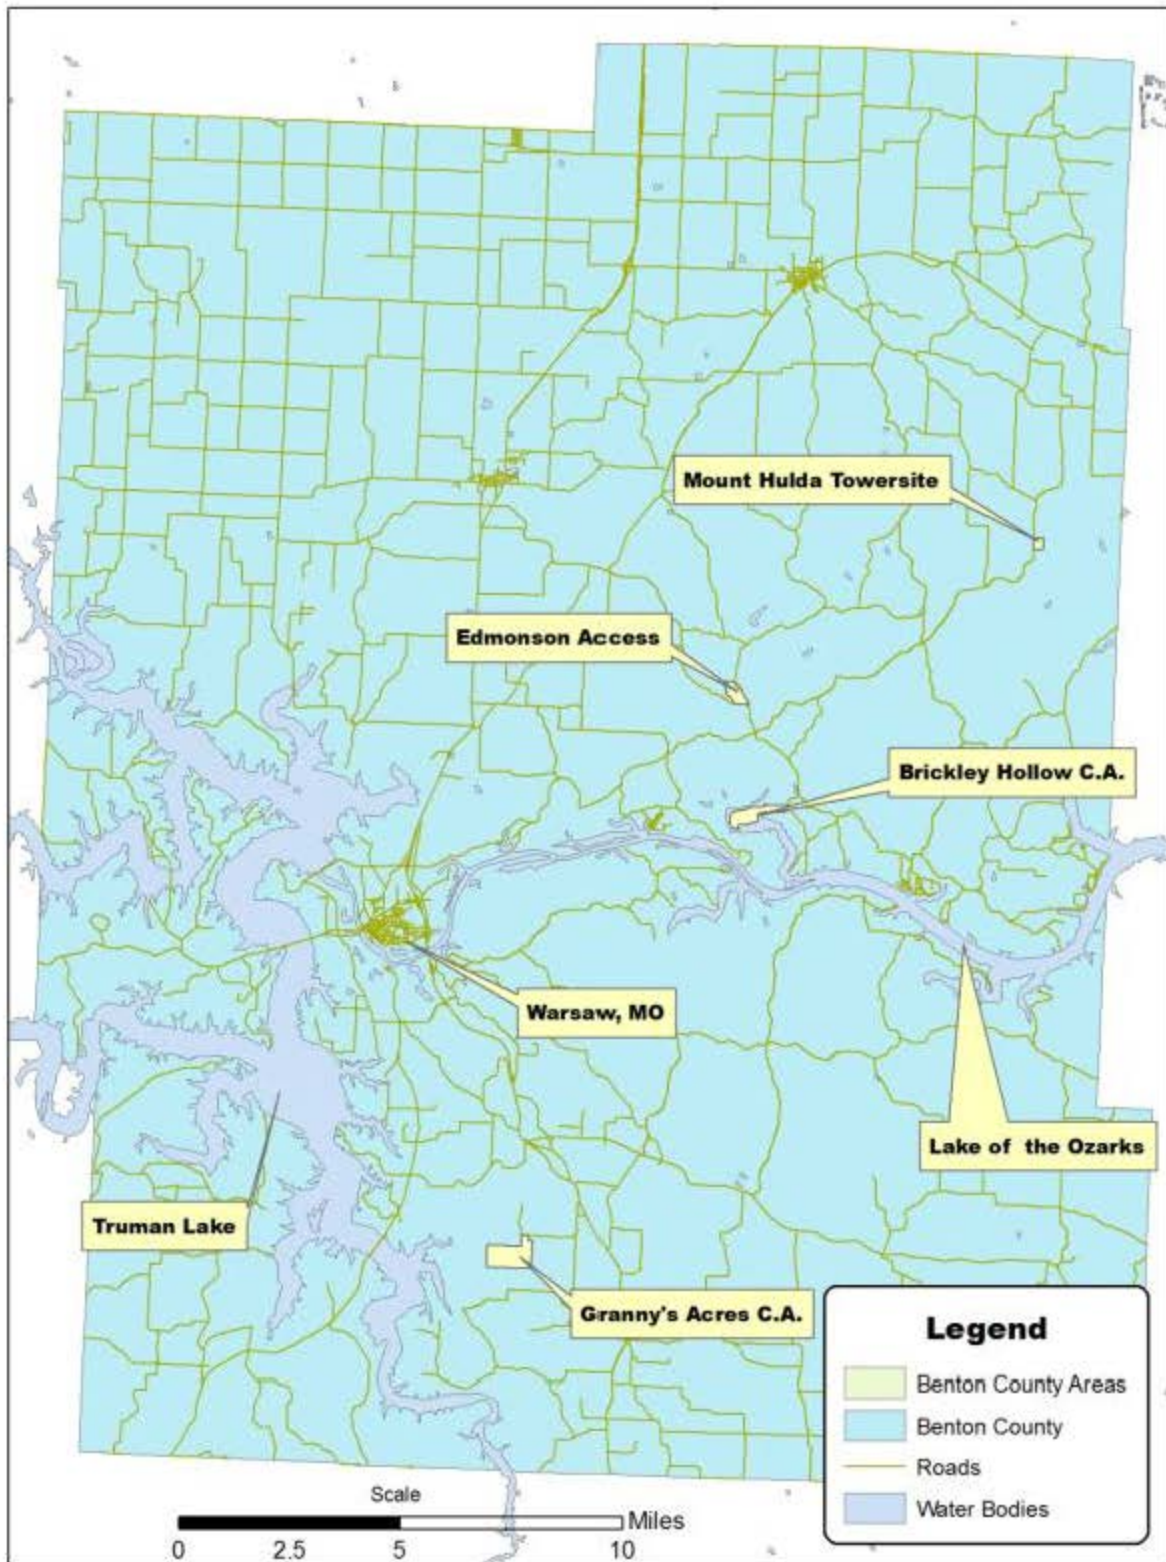 Mount Hulda Towersite
Edmonson Access
Brickley Hollow C.A.
Warsaw, MO
Lake of the Ozarks
Truman Lake
Granny's Acres C.A.
Legend
Benton County Areas
Benton County
Roads
Water Bodies
Scale
Miles
0 2.5 5 10